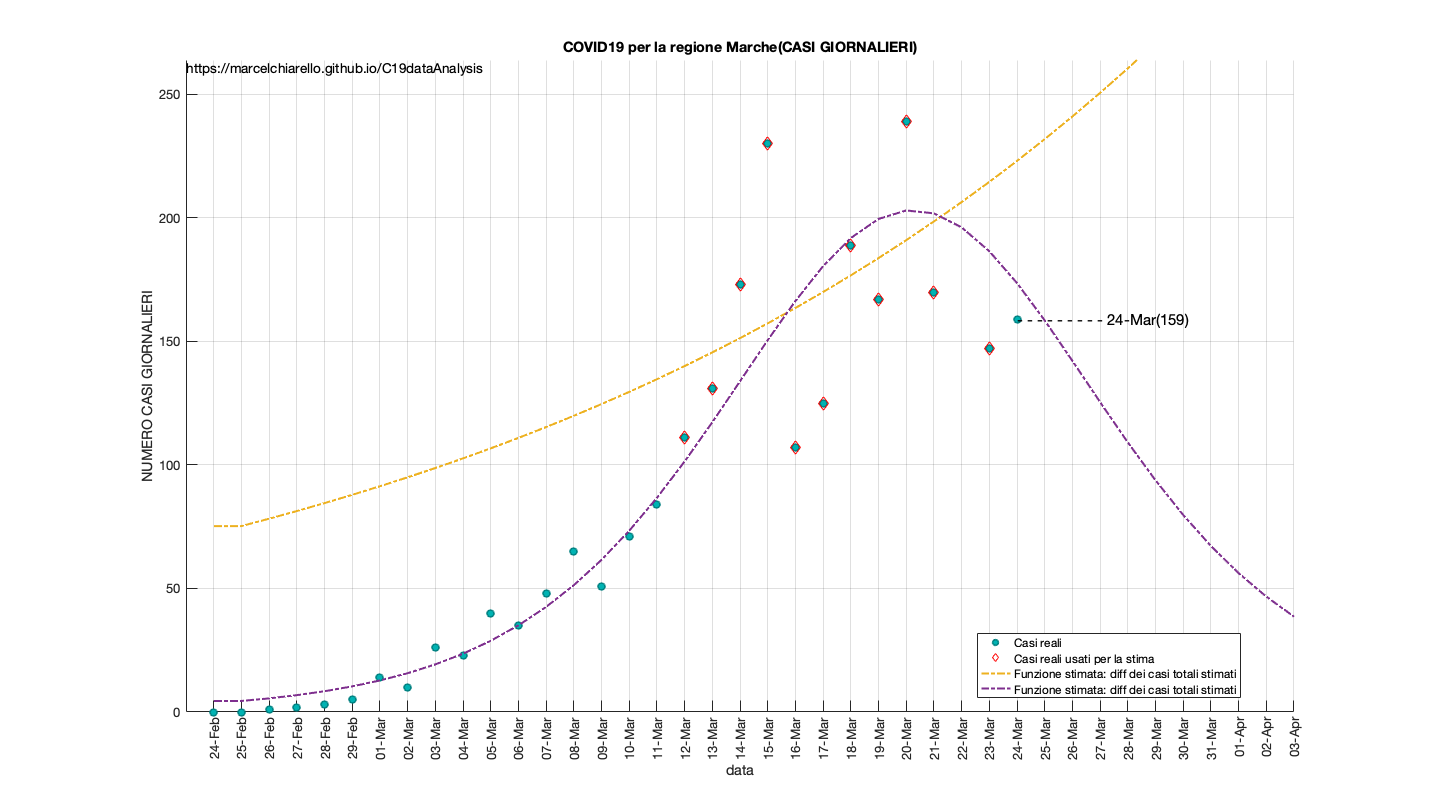 COVID19 per la regione Marche(CASI GIORNALIERI)
https://marcelchiarello.github.io/C19dataAnalysis
NUMERO CASI GIORNALIERI
250
200
150
100
50
0
24-Mar(159)
Casi reali
Casi reali usati per la stima
Funzione stimata: diff dei casi totali stimati
Funzione stimata: diff dei casi totali stimati
24-Feb
25-Feb
26-Feb
27-Feb
28-Feb
29-Feb
01-Mar
02-Mar
03-Mar
04-Mar
05-Mar
06-Mar
07-Mar
08-Mar
09-Mar
10-Mar
11-Mar
12-Mar
13-Mar
14-Mar
15-Mar
16-Mar
17-Mar
18-Mar
19-Mar
20-Mar
21-Mar
22-Mar
23-Mar
24-Mar
25-Mar
26-Mar
27-Mar
28-Mar
29-Mar
30-Mar
31-Mar
01-Apr
02-Apr
03-Apr
data